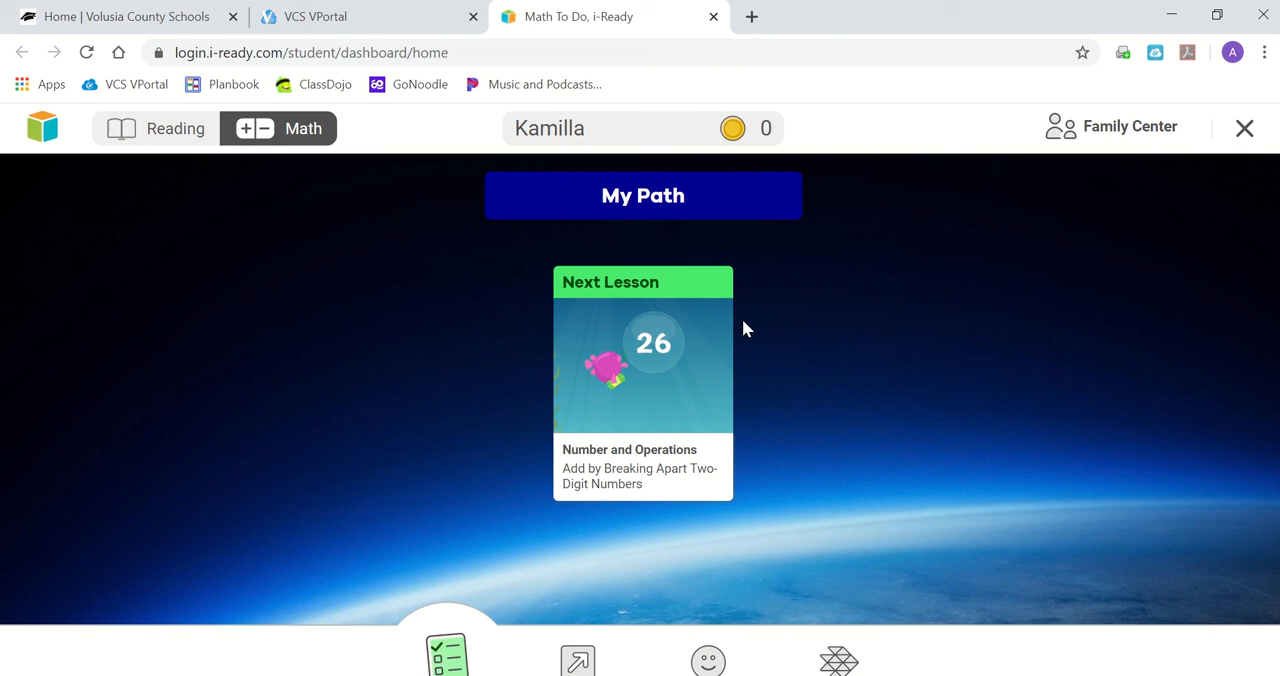 Home | Volusia County Schools
VCS VPortal
Math To Do, i-Ready
login.i-ready.com/student/dashboard/home
A
Apps
VCS VPortal
Planbook
ClassDojo
GoNoodle
Music and Podcasts...
Reading
Math
Kamilla
0
Family Center
My Path
Next Lesson
26
Number and Operations
Add by Breaking Apart Two-
Digit Numbers